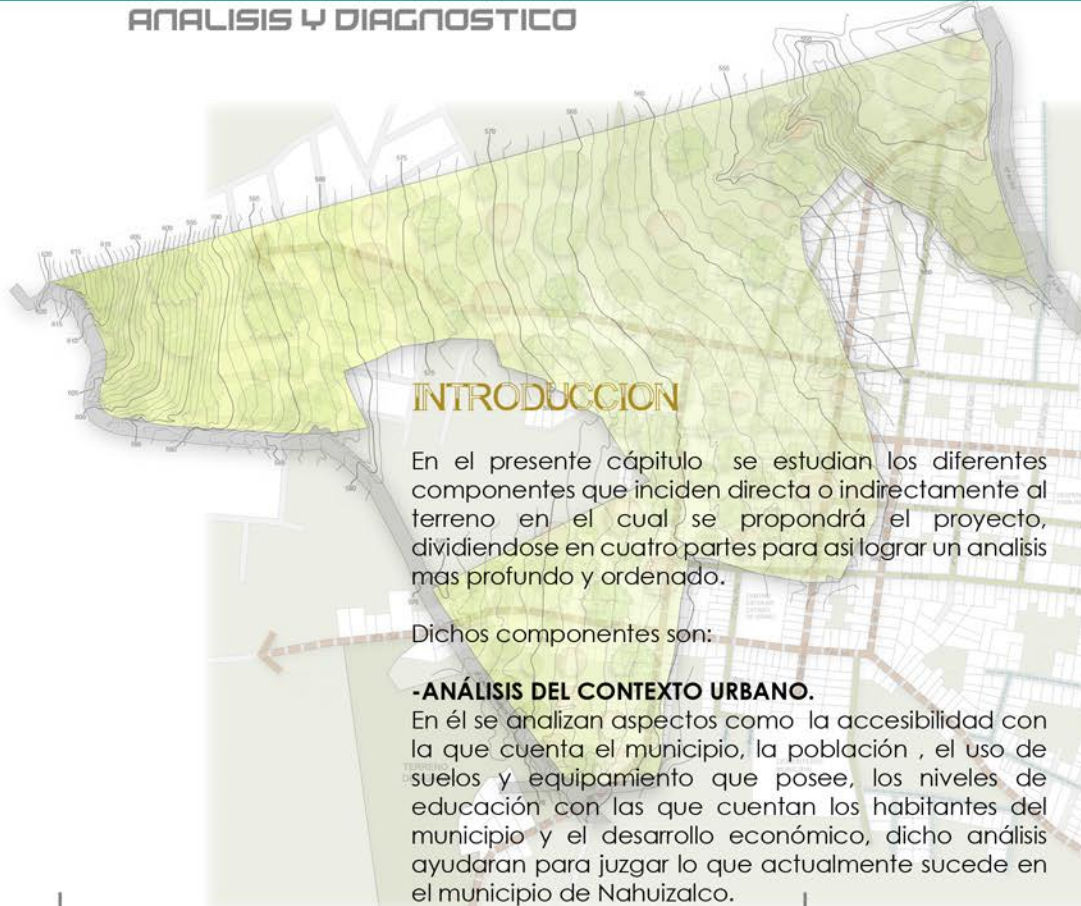 ANALISIS Y DIAGNOSTICO
INTRODUCCION
En el presente cápitulo se estudian los diferentes
componentes que inciden directa o indirectamente al
terreno en el cual se propondrá el proyecto,
dividiendose en cuatro partes para asi lograr un analisis
mas profundo y ordenado.
Dichos componentes son:
-ANÁLISIS DEL CONTEXTO URBANO.
En él se analizan aspectos como la accesibilidad con
la que cuenta el municipio, la población , el uso de
suelos y equipamiento que posee, los niveles de
educación con las que cuentan los habitantes del
municipio y el desarrollo económico, dicho análisis
ayudaran para juzgar lo que actualmente sucede en
el municipio de Nahuizalco.